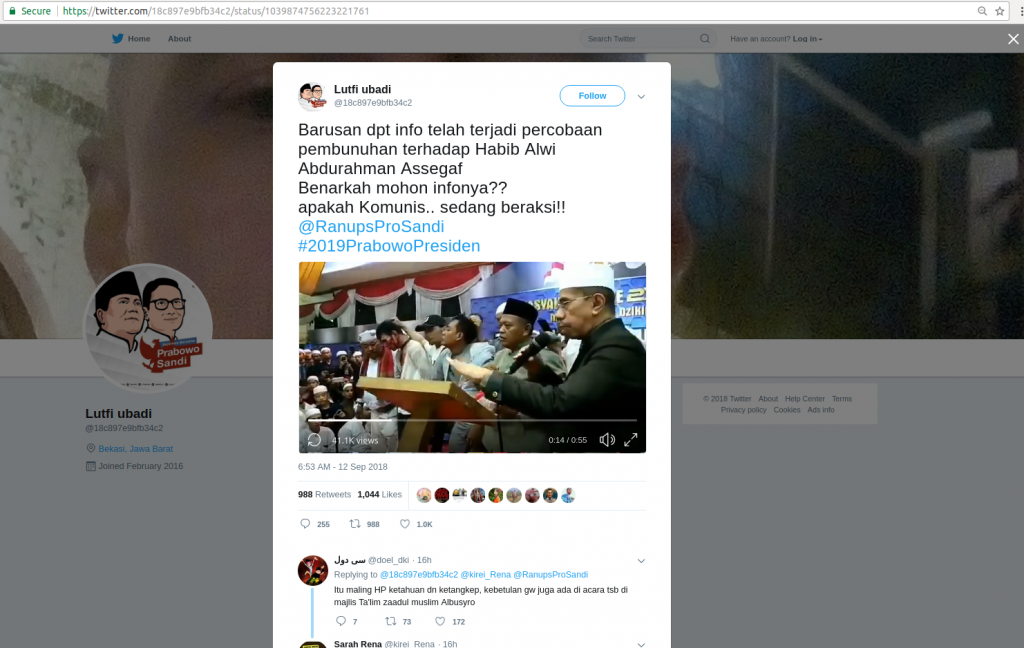 Secure https://twitter.com/18c897e9bfb34c2/status/1039874756223221761
Home About Search Twitter Have an account? Log in
Lutfi ubadi
@18c897e9bfb34c2
Follow
Barusan dpt info telah terjadi percobaan
pembunuhan terhadap Habib Alwi
Abdurahman Assegaf
Benarkah mohon infonya??
apakah Komunis.. sedang beraksi!!
@RanupsProSandi
#2019PrabowoPresiden
DZIKI
41.1K views 0:14 / 0:55
6:53 AM - 12 Sep 2018
988 Retweets 1,044 Likes
255 988 1.0K
سی دول @doel_dki · 16h
Replying to @18c897e9bfb34c2 @kirei_Rena @RanupsProSandi
Itu maling HP ketahuan dn ketangkep, kebetulan gw juga ada di acara tsb di
majlis Ta'lim zaadul muslim Albusyro
7 73 172
Sarah Rena @kirei_Rena · 16h
Prabowo
Sandi
Lutfi ubadi
@18c897e9bfb34c2
Bekasi, Jawa Barat
Joined February 2016
© 2018 Twitter About Help Center Terms
Privacy policy Cookies Ads info